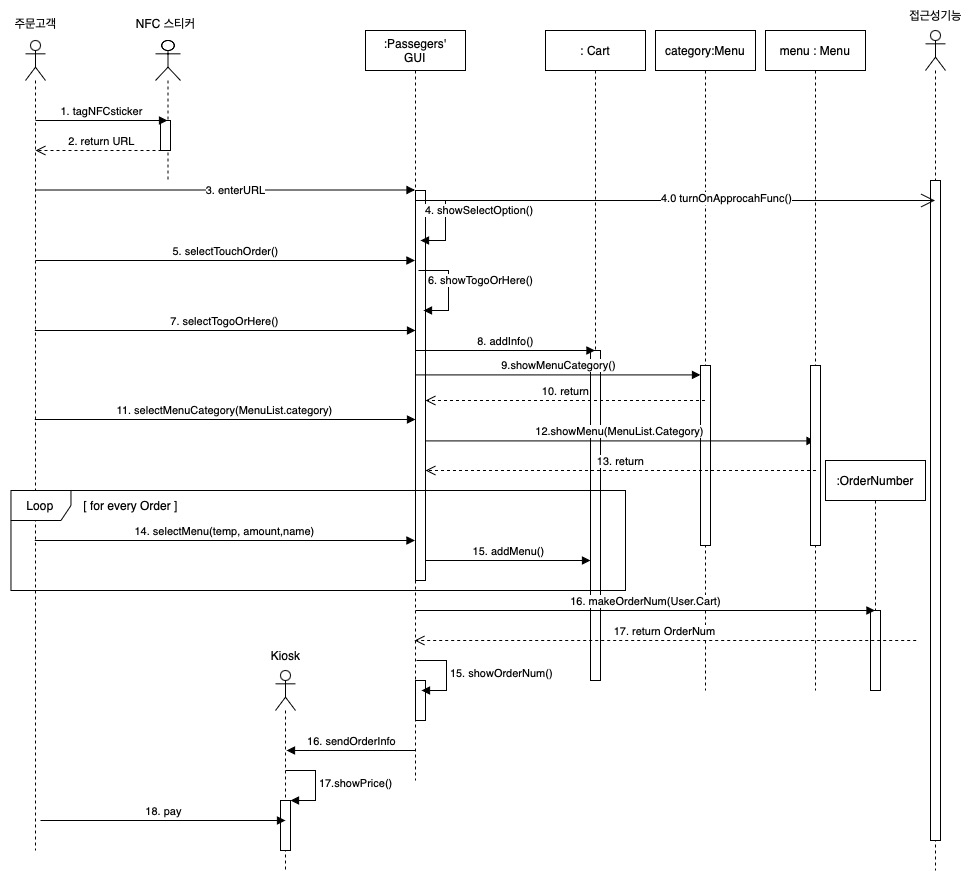 주문고객
NFC 스티커
접근성기능
:Passegers'
GUI
: Cart
category:Menu
menu : Menu
1. tagNFCsticker
2. return URL
3. enterURL
4.0 turnOnApprocahFunc()
4. showSelectOption()
5. selectTouchOrder()
6. showTogoOrHere()
7. selectTogoOrHere()
8. addInfo()
9.showMenuCategory()
10. return
11. selectMenuCategory(MenuList.category)
12.showMenu(MenuList.Category)
13. return
:OrderNumber
Loop
[ for every Order ]
14. selectMenu(temp, amount,name)
15. addMenu()
16. makeOrderNum(User.Cart)
17. return OrderNum
Kiosk
15. showOrderNum()
16. sendOrderInfo
17.showPrice()
18. pay